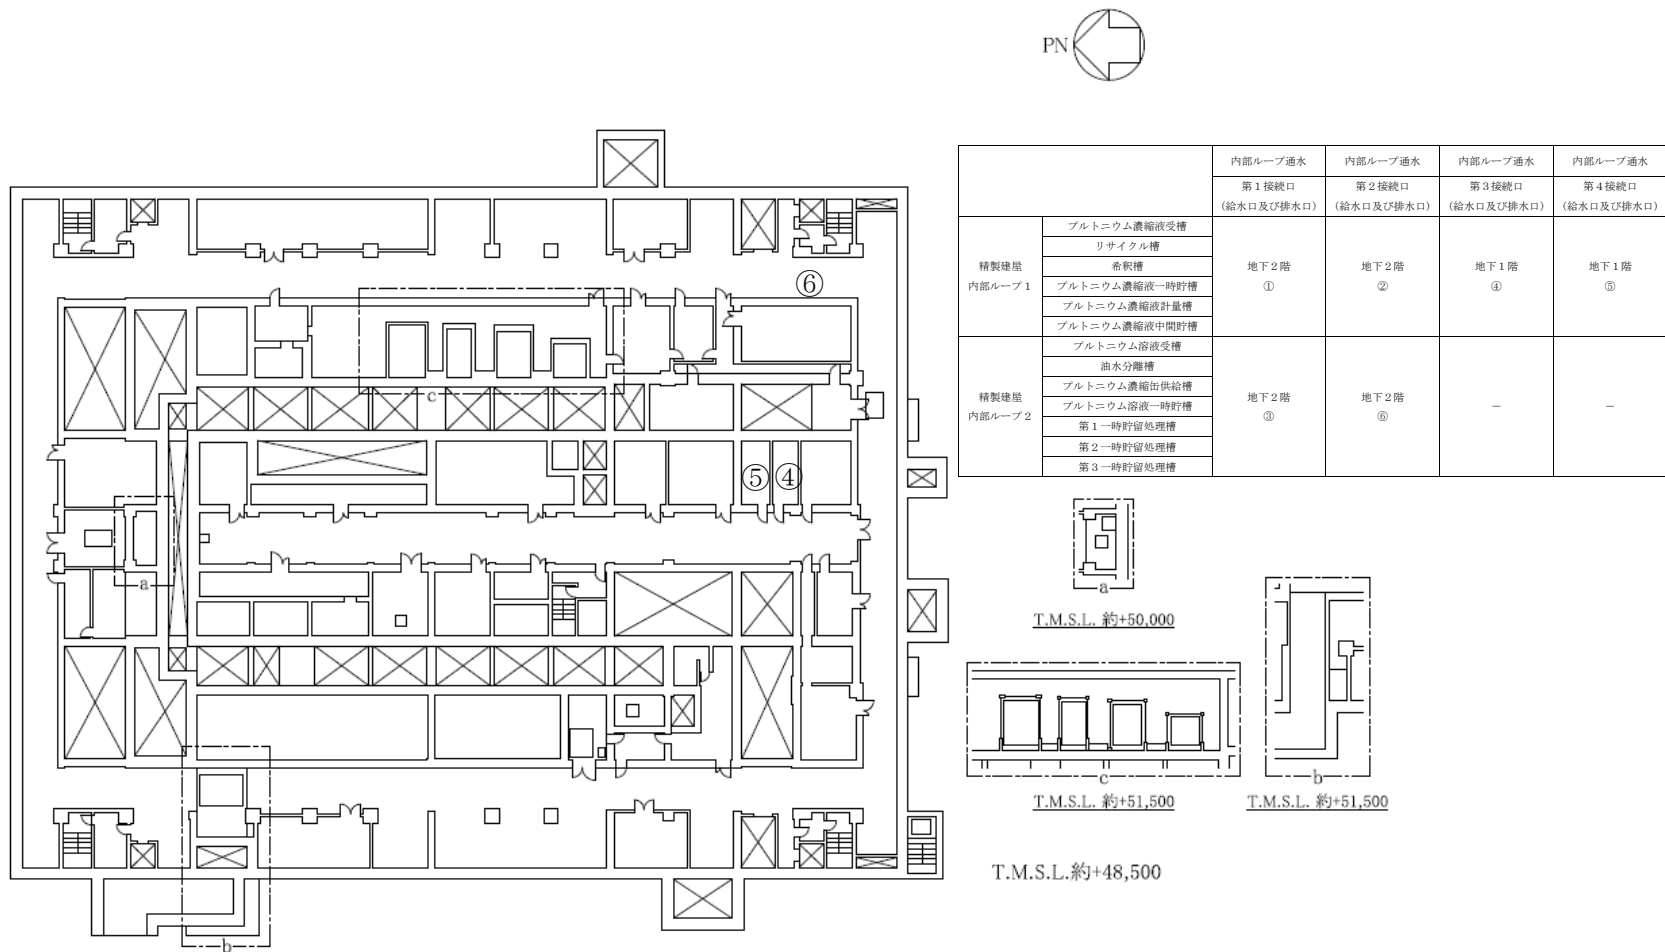 PN
内部ループ通水 内部ループ通水 内部ループ通水 内部ループ通水
第1接続口 第2接続口 第3接続口 第4接続口
(給水口及び排水口) (給水口及び排水口) (給水口及び排水口) (給水口及び排水口)
精製建屋
内部ループ1
プルトニウム濃縮液受槽
リサイクル槽
希釈槽
プルトニウム濃縮液一時貯槽
プルトニウム濃縮液計量槽
プルトニウム濃縮液中間貯槽
地下2階 地下2階 地下1階 地下1階
① ② ④ ⑤
精製建屋
内部ループ2
プルトニウム溶液受槽
油水分離槽
プルトニウム濃縮缶供給槽
プルトニウム溶液一時貯槽
第1一時貯留処理槽
第2一時貯留処理槽
第3一時貯留処理槽
地下2階 地下2階 － －
③ ⑥
⑥
c
⑤ ④
a
b
a
T.M.S.L. 約+50,000
c
T.M.S.L. 約+51,500
b
T.M.S.L. 約+51,500
T.M.S.L.約+48,500